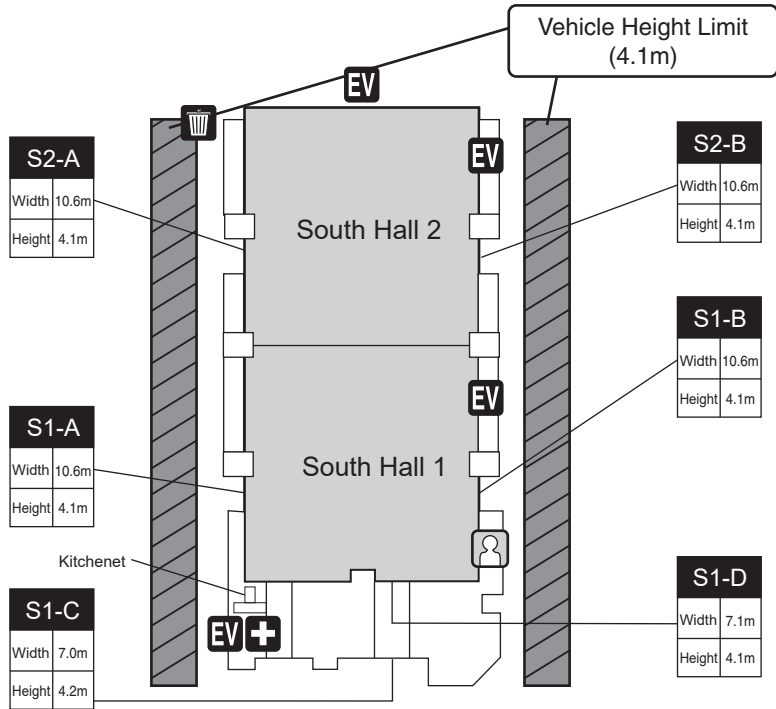 Vehicle Height Limit
(4.1m)
EV
S2-A
Width 10.6m
Height 4.1m
EV
S2-B
Width 10.6m
Height 4.1m
South Hall 2
S1-B
Width 10.6m
Height 4.1m
EV
S1-A
Width 10.6m
Height 4.1m
South Hall 1
Kitchenet
S1-C
Width 7.0m
Height 4.2m
EV
S1-D
Width 7.1m
Height 4.1m